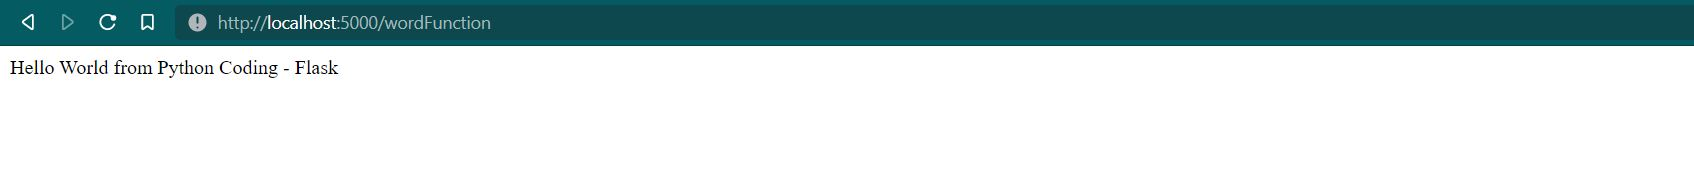 http://localhost:5000/wordFunction
Hello World from Python Coding - Flask